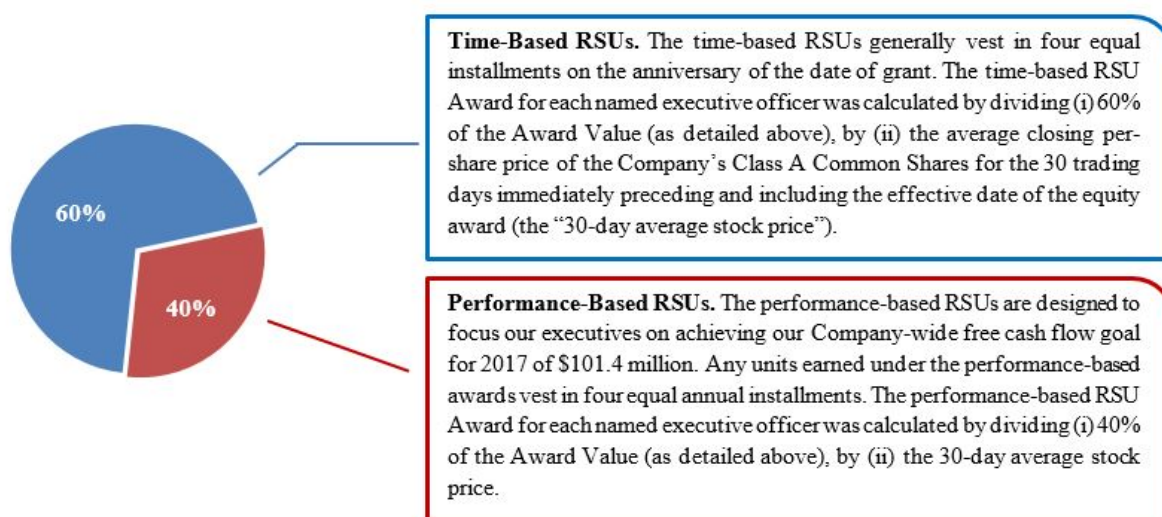 60%
40%
Time-Based RSUs. The time-based RSUs generally vest in four equal
installments on the anniversary of the date of grant. The time-based RSU
Award for each named executive officer was calculated by dividing (i) 60%
of the Award Value (as detailed above), by (ii) the average closing per-
share price of the Company’s Class A Common Shares for the 30 trading
days immediately preceding and including the effective date of the equity
award (the “30-day average stock price”).
Performance-Based RSUs. The performance-based RSUs are designed to
focus our executives on achieving our Company-wide free cash flow goal
for 2017 of $101.4 million. Any units earned under the performance-based
awards vest in four equal annual installments. The performance-based RSU
Award for each named executive officer was calculated by dividing (i) 40%
of the Award Value (as detailed above), by (ii) the 30-day average stock
price.